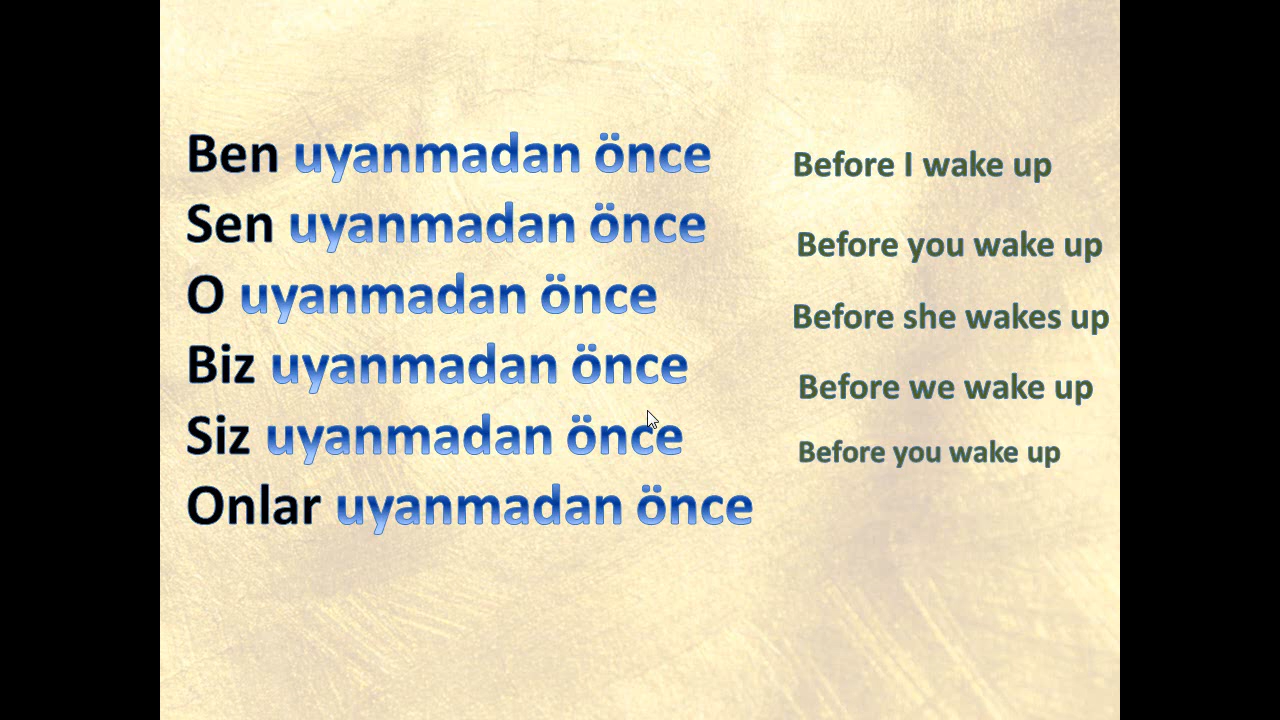 Ben uyanmadan önce Before I wake up
Sen uyanmadan önce Before you wake up
O uyanmadan önce Before she wakes up
Biz uyanmadan önce Before we wake up
Siz uyanmadan önce Before you wake up
Onlar uyanmadan önce